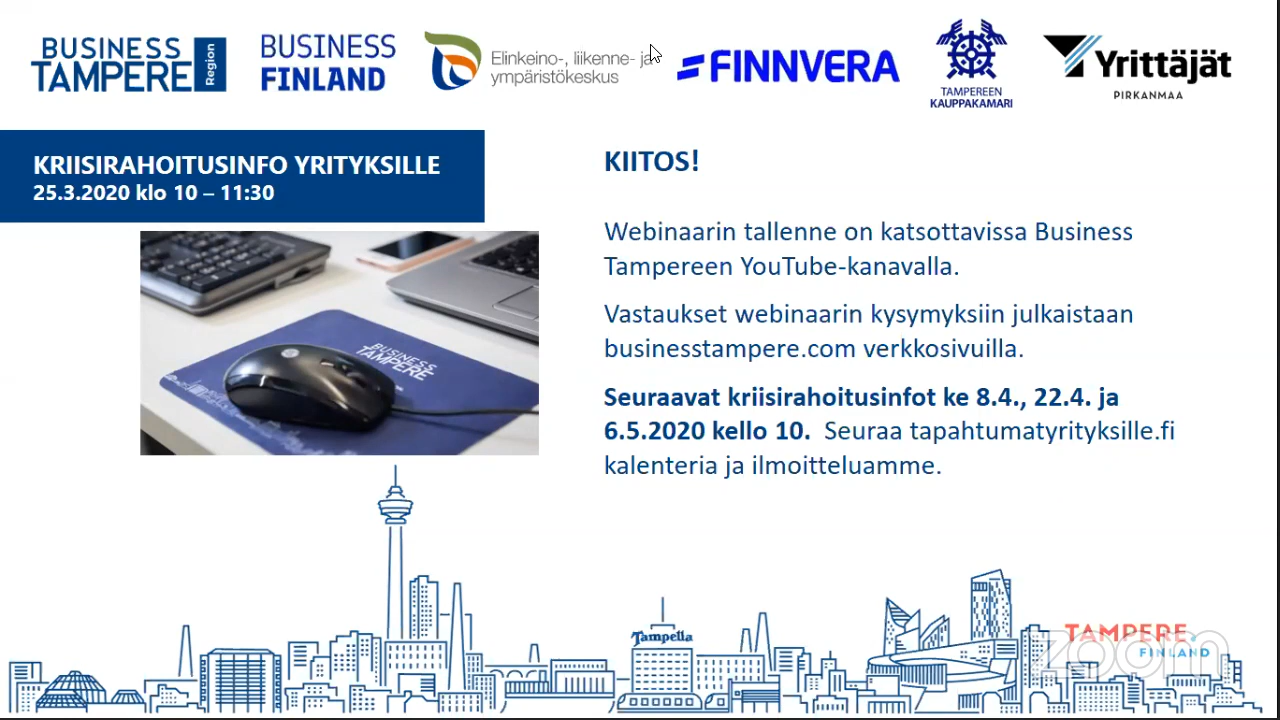 BUSINESS
TAMPERE
Region
BUSINESS
FINLAND
Elinkeino-, liikenne- ja
ympäristökeskus
FINNVERA
TAMPEREEN
KAUPPAKAMARI
Yrittäjät
PIRKANMAA
KRIISIRAHOITUSINFO YRITYKSILLE
25.3.2020 klo 10 – 11:30
KIITOS!
Webinaarin tallenne on katsottavissa Business
Tampereen YouTube-kanavalla.
Vastaukset webinaarin kysymyksiin julkaistaan
businesstampere.com verkkosivuilla.
Seuraavat kriisirahoitusinfot ke 8.4., 22.4. ja
6.5.2020 kello 10. Seuraa tapahtumatyrityksille.fi
kalenteria ja ilmoitteluamme.
BUSINESS
TAMPERE
Tampella
TAMPERE
FINLAND
zoom